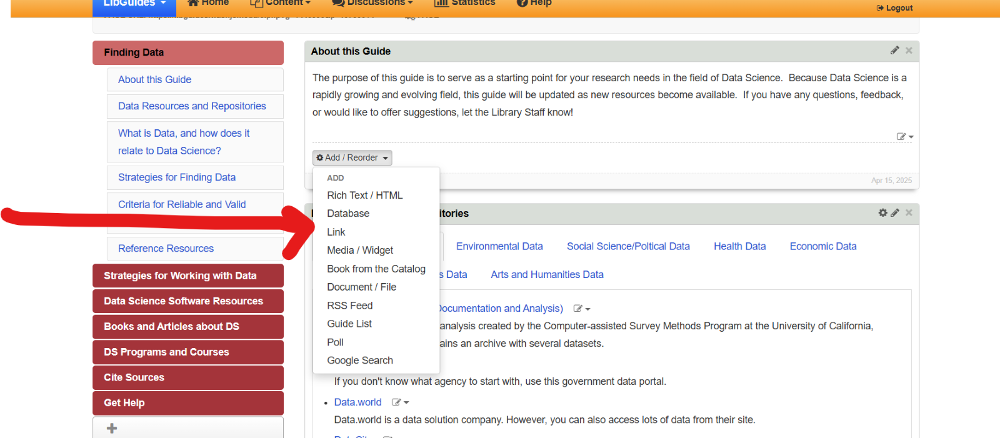 LibGuides
Home
Content
Discussions
Statistics
Help
Logout
Finding Data
About this Guide
Data Resources and Repositories
What is Data, and how does it
relate to Data Science?
Strategies for Finding Data
Criteria for Reliable and Valid
Reference Resources
Strategies for Working with Data
Data Science Software Resources
Books and Articles about DS
DS Programs and Courses
Cite Sources
Get Help
About this Guide
The purpose of this guide is to serve as a starting point for your research needs in the field of Data Science. Because Data Science is a
rapidly growing and evolving field, this guide will be updated as new resources become available. If you have any questions, feedback,
or would like to offer suggestions, let the Library Staff know!
Add / Reorder
ADD
Rich Text / HTML
Database
Link
Media / Widget
Book from the Catalog
Document / File
RSS Feed
Guide List
Poll
Google Search
Apr 15, 2025
itories
Environmental Data
Social Science/Poltical Data
Health Data
Economic Data
s Data
Arts and Humanities Data
Documentation and Analysis)
analysis created by the Computer-assisted Survey Methods Program at the University of California,
ains an archive with several datasets.
If you don't know what agency to start with, use this government data portal.
• Data.world
Data.world is a data solution company. However, you can also access lots of data from their site.